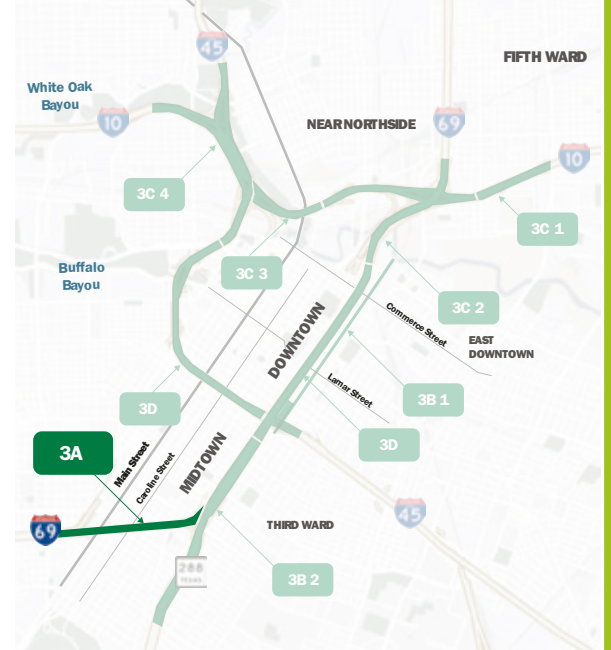 45
FIFTH WARD
White Oak
Bayou
10
NEAR NORTHSIDE
69
10
3C 4
3C 1
Buffalo
Bayou
3C 3
3C 2
Commerce Street
EAST
DOWNTOWN
DOWNTOWN
Lamar Street
3B 1
3D
3D
3A
Main Street
Caroline Street
MIDTOWN
69
THIRD WARD
45
288
TEXAS
3B 2